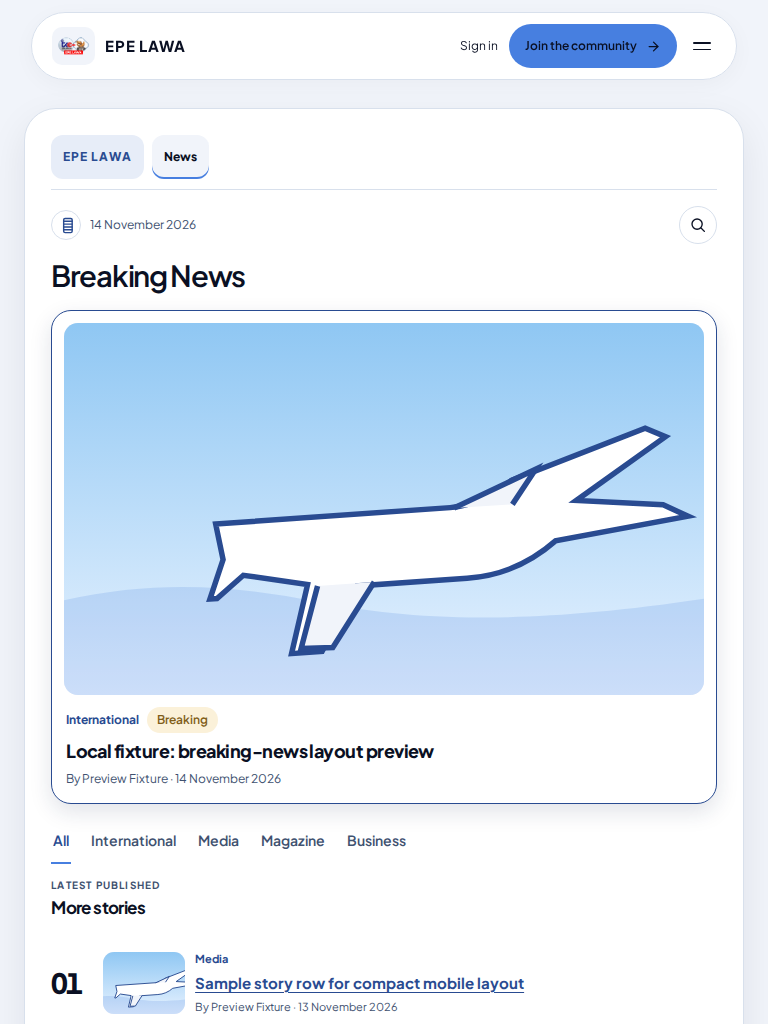 EPE LAWA
Sign in
Join the community
EPE LAWA
News
14 November 2026
Breaking News
International
Breaking
Local fixture: breaking-news layout preview
By Preview Fixture · 14 November 2026
All
International
Media
Magazine
Business
LATEST PUBLISHED
More stories
01
Media
Sample story row for compact mobile layout
By Preview Fixture · 13 November 2026